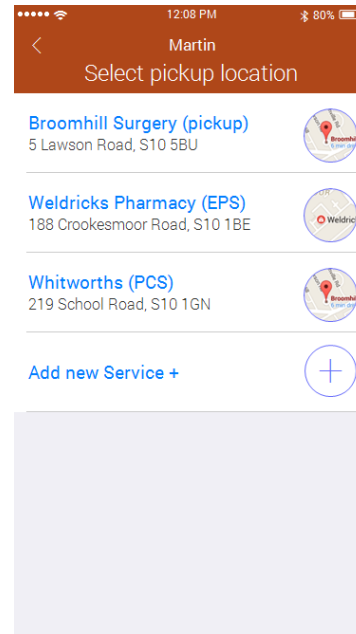 12:08 PM
80%
Martin
Select pickup location
Broomhill Surgery (pickup)
5 Lawson Road, S10 5BU
Weldricks Pharmacy (EPS)
188 Crookesmoor Road, S10 1BE
Weldric
Whitworths (PCS)
219 School Road, S10 1GN
Add new Service +